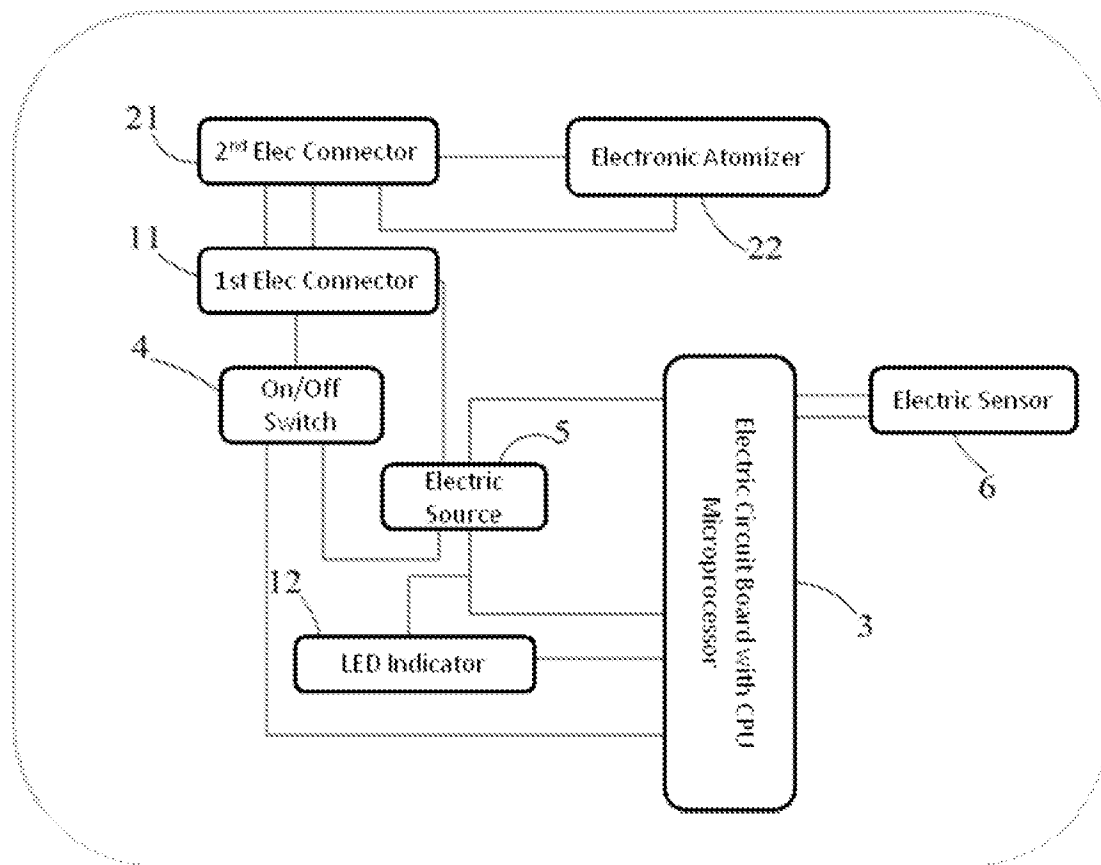 21
2nd Elec Connector
Electronic Atomizer
22
11
1st Elec Connector
4
On/Off
Switch
5
Electric
Source
Electric Circuit Board with CPU
Microprocessor
3
Electric Sensor
6
12
LED Indicator